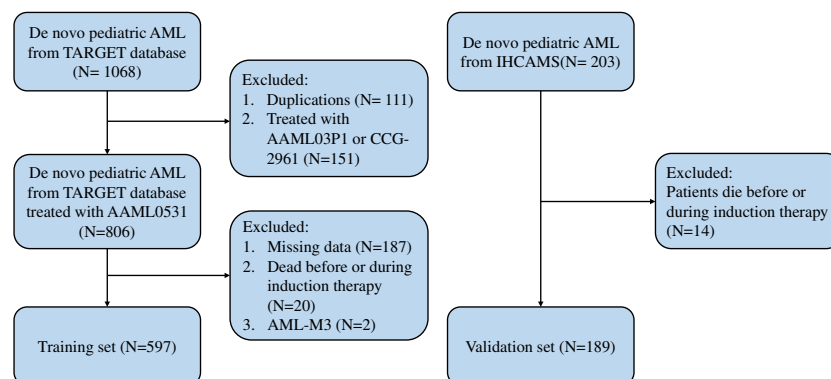 De novo pediatric AML
from TARGET database
(N= 1068)
Excluded:
1. Duplications (N= 111)
2. Treated with
AAML03P1 or CCG-
2961 (N=151)
De novo pediatric AML
from TARGET database
treated with AAML0531
(N=806)
Excluded:
1. Missing data (N=187)
2. Dead before or during
induction therapy
(N=20)
3. AML-M3 (N=2)
Training set (N=597)
De novo pediatric AML
from IHCAMS(N= 203)
Excluded:
Patients die before or
during induction therapy
(N=14)
Validation set (N=189)